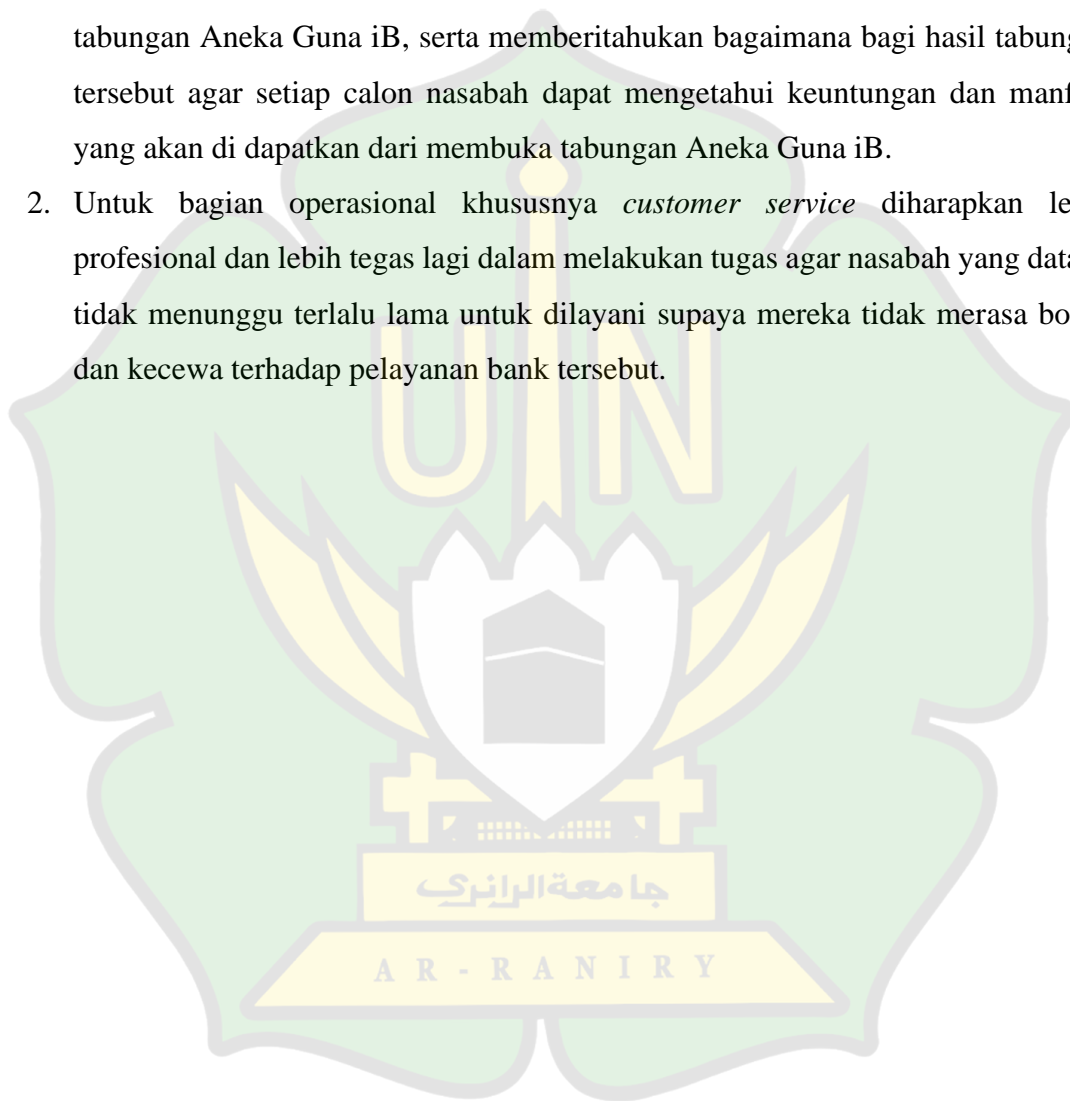 tabungan Aneka Guna iB, serta memberitahukan bagaimana bagi hasil tabung
tersebut agar setiap calon nasabah dapat mengetahui keuntungan dan manf
yang akan di dapatkan dari membuka tabungan Aneka Guna iB.
2. Untuk bagian operasional khususnya customer service diharapkan le
profesional dan lebih tegas lagi dalam melakukan tugas agar nasabah yang data
tidak menunggu terlalu lama untuk dilayani supaya mereka tidak merasa bo
dan kecewa terhadap pelayanan bank tersebut.
UIN
جامعة الرانري
AR-RANIRY